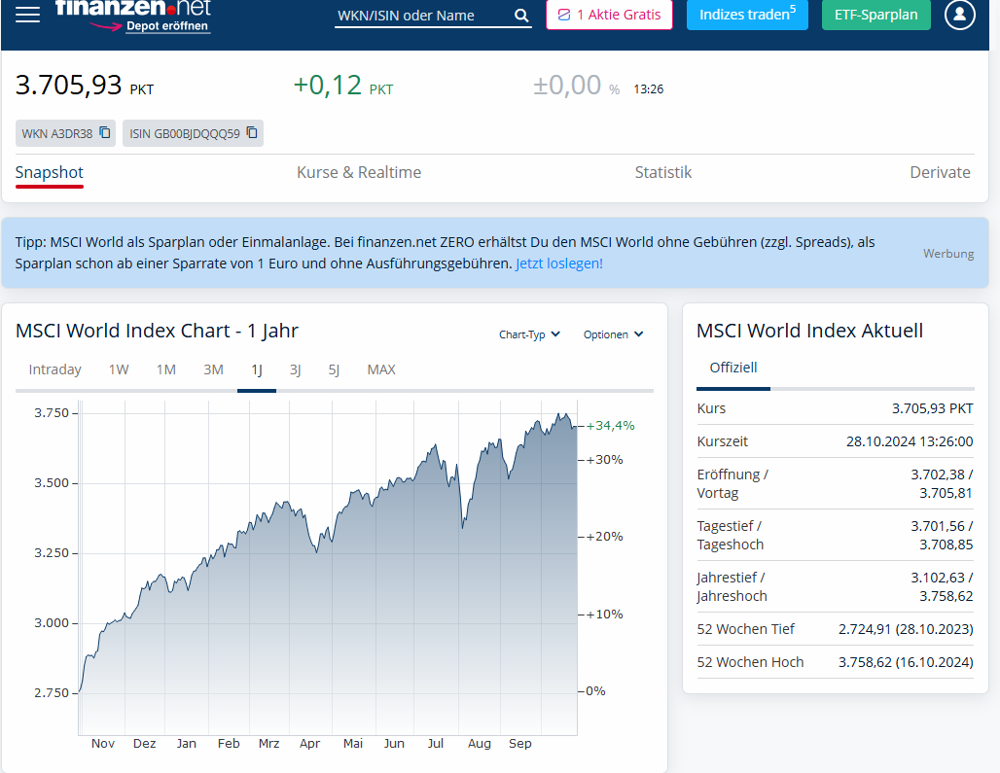 finanzen.net
Depot eröffnen
WKN/ISIN oder Name
1 Aktie Gratis
Indizes traden5
ETF-Sparplan
3.705,93 PKT
+0,12 PKT
±0,00 %
13:26
WKN A3DR38
ISIN GB00BJDQQQ59
Snapshot
Kurse & Realtime
Statistik
Derivate
Tipp: MSCI World als Sparplan oder Einmalanlage. Bei finanzen.net ZERO erhältst Du den MSCI World ohne Gebühren (zzgl. Spreads), als
Sparplan schon ab einer Sparrate von 1 Euro und ohne Ausführungsgebühren. Jetzt loslegen!
Werbung
MSCI World Index Chart - 1 Jahr
Chart-Typ
Optionen
Intraday 1W 1M 3M 1J 3J 5J MAX
3.750
3.500
3.250
3.000
2.750
+34,4%
+30%
+20%
+10%
0%
Nov Dez Jan Feb Mrz Apr Mai Jun Jul Aug Sep
MSCI World Index Aktuell
Offiziell
Kurs 3.705,93 PKT
Kurszeit 28.10.2024 13:26:00
Eröffnung / 3.702,38 /
Vortag 3.705,81
Tagestief / 3.701,56 /
Tageshoch 3.708,85
Jahrestief / 3.102,63 /
Jahreshoch 3.758,62
52 Wochen Tief 2.724,91 (28.10.2023)
52 Wochen Hoch 3.758,62 (16.10.2024)